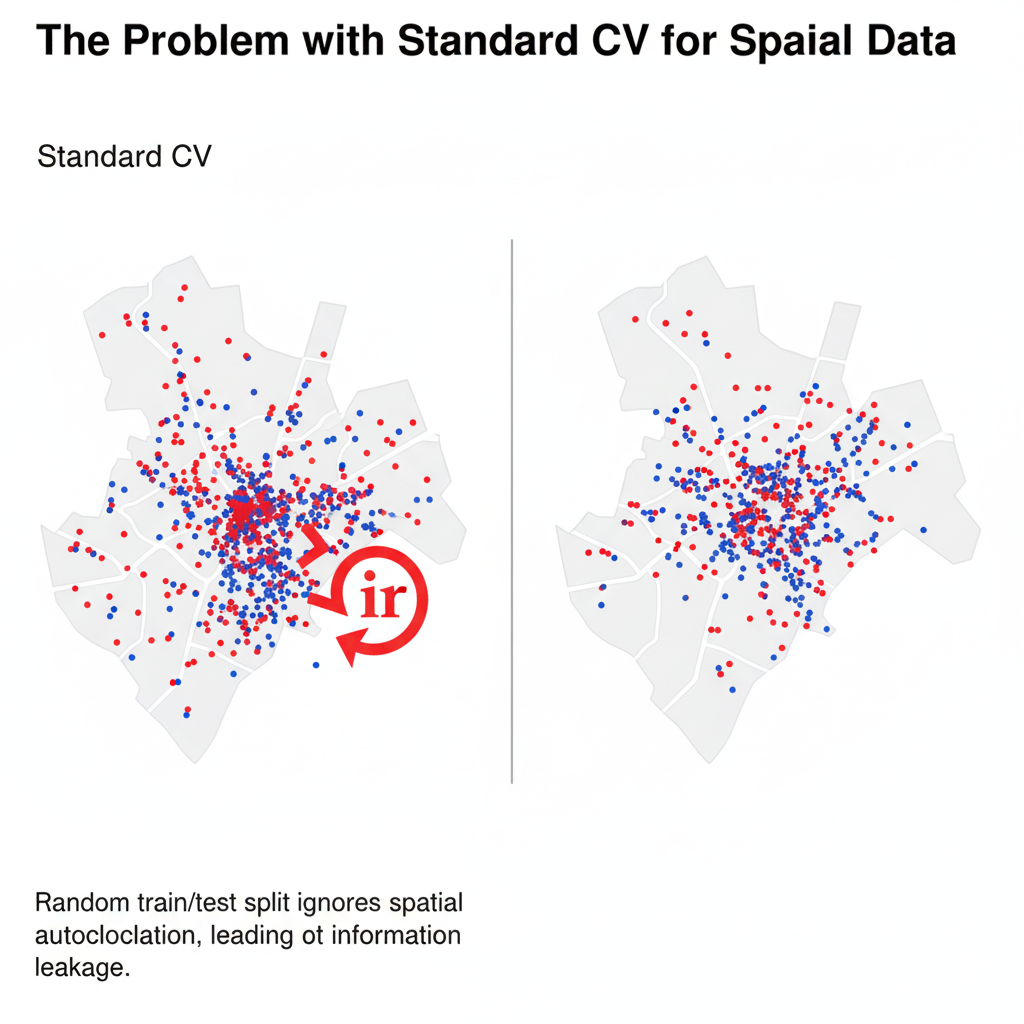 The Problem with Standard CV for Spaial Data
Standard CV
ir
Random train/test split ignores spatial
autocloclation, leading ot information
leakage.